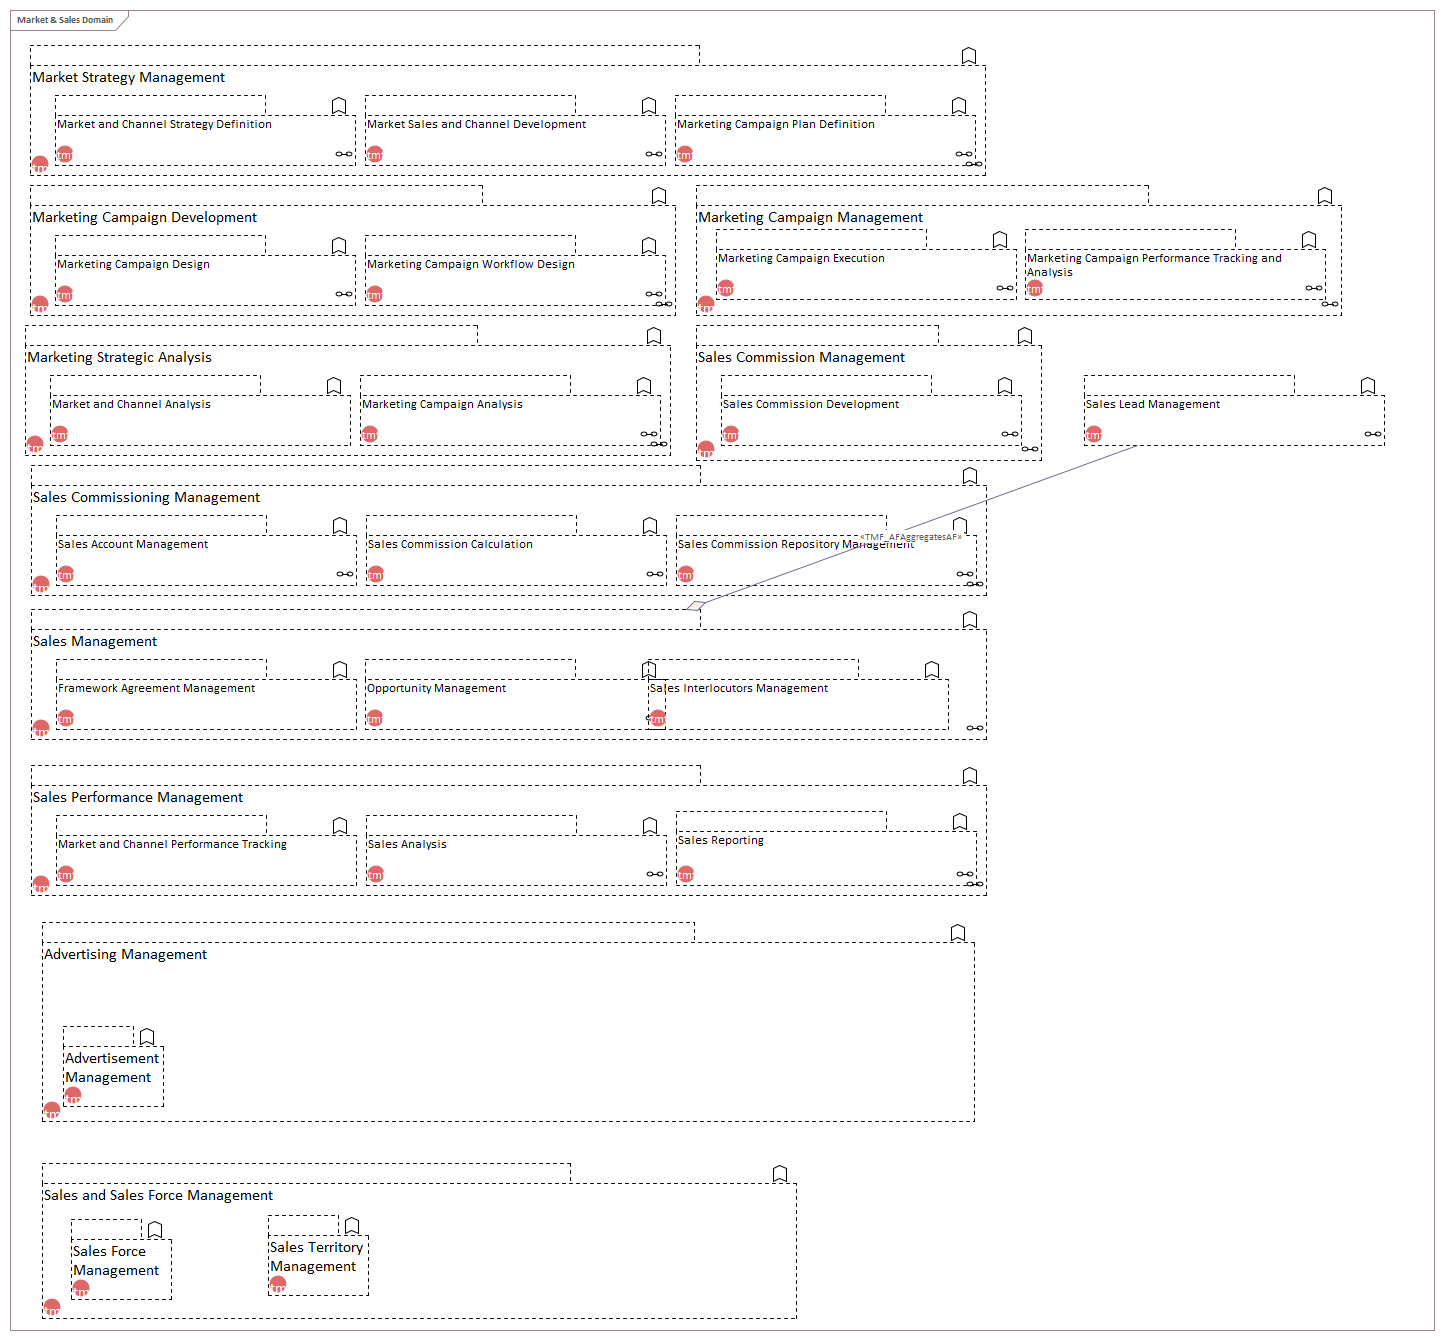 Market & Sales Domain
Market Strategy Management
Market and Channel Strategy Definition
Market Sales and Channel Development
Marketing Campaign Plan Definition
tm
tm
tm
tm
Marketing Campaign Development
Marketing Campaign Design
Marketing Campaign Workflow Design
tm
tm
tm
Marketing Campaign Management
Marketing Campaign Execution
Marketing Campaign Performance Tracking and
Analysis
tm
tm
tm
Marketing Strategic Analysis
Market and Channel Analysis
Marketing Campaign Analysis
tm
tm
tm
Sales Commission Management
Sales Commission Development
tm
tm
Sales Lead Management
tm
Sales Commissioning Management
Sales Account Management
Sales Commission Calculation
Sales Commission Repository Management
«TMF_AFAggregatesAF»
tm
tm
tm
tm
Sales Management
Framework Agreement Management
Opportunity Management
Sales Interlocutors Management
tm
tm
tm
tm
Sales Performance Management
Market and Channel Performance Tracking
Sales Analysis
Sales Reporting
tm
tm
tm
tm
Advertising Management
Advertisement
Management
tm
tm
Sales and Sales Force Management
Sales Force
Management
Sales Territory
Management
tm
tm
tm